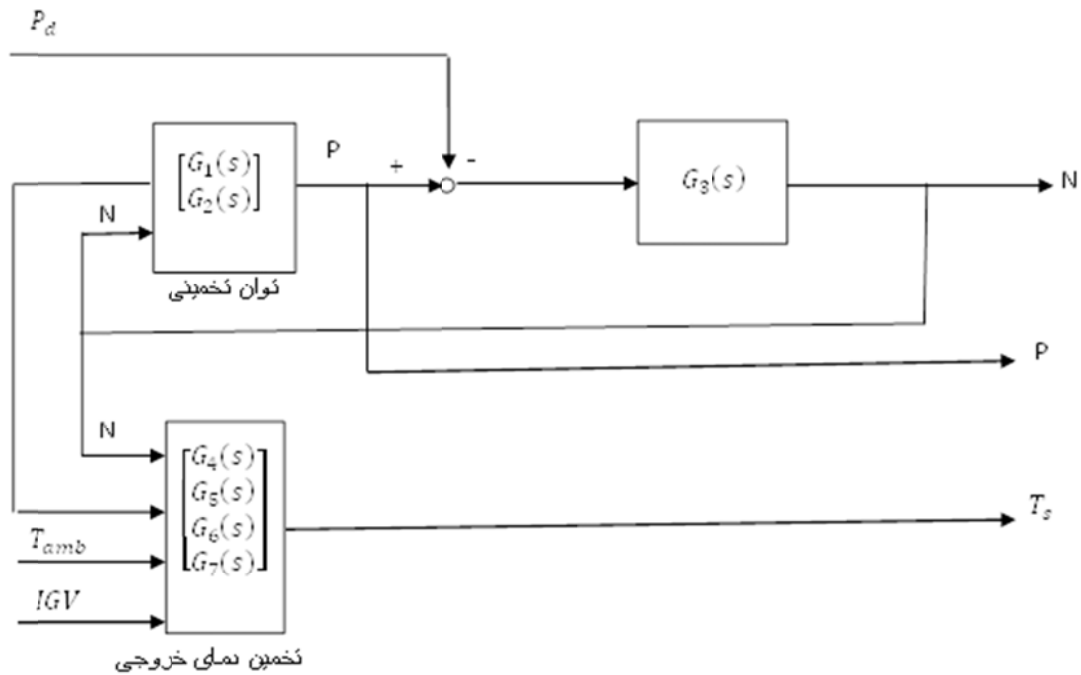 P_d
P
+
-
[G_1(s)]
[G_2(s)]
G_3(s)
N
N
توان تخمینی
P
N
[G_4(s)]
[G_5(s)]
[G_6(s)]
[G_7(s)]
T_s
T_amb
IGV
تخمین دمای خروجی